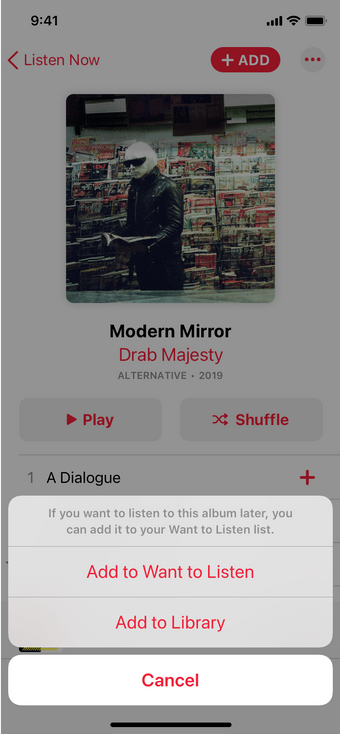 9:41
Listen Now
+ ADD
Modern Mirror
Drab Majesty
ALTERNATIVE • 2019
Play
Shuffle
1 A Dialogue
If you want to listen to this album later, you
can add it to your Want to Listen list.
Add to Want to Listen
Add to Library
Cancel